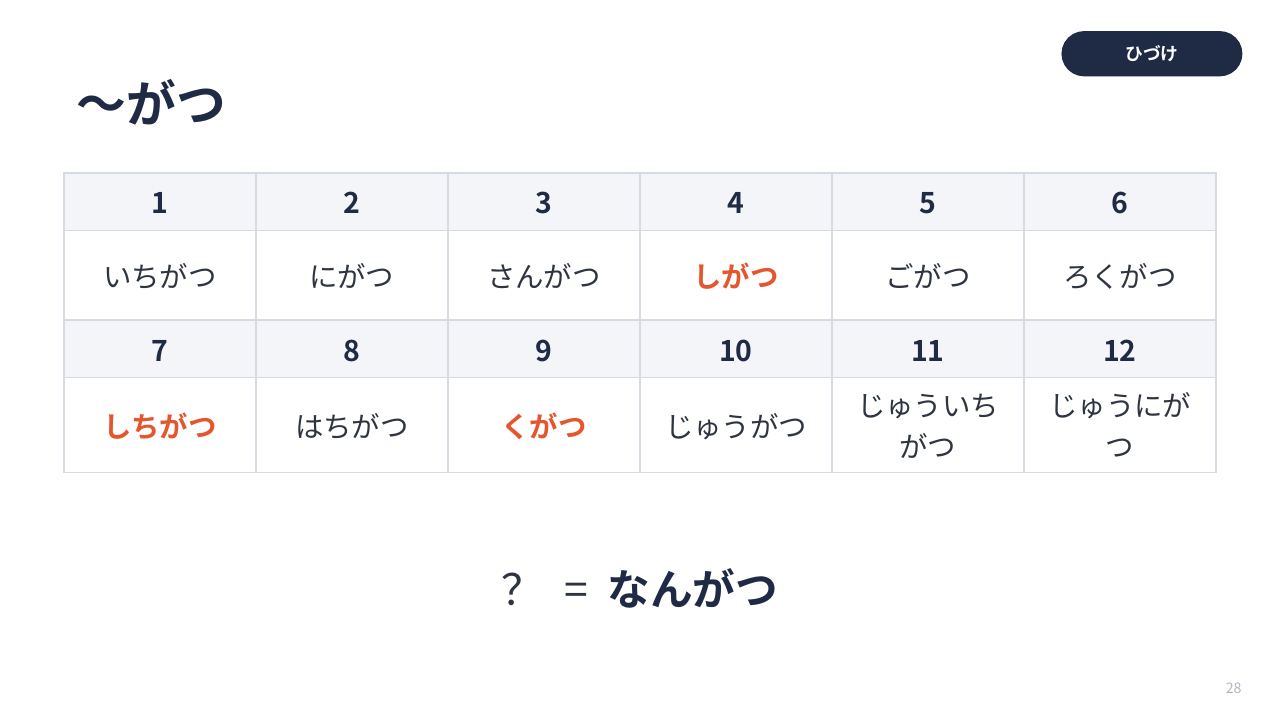 ひづけ
～がつ
1 2 3 4 5 6
いちがつ にがつ さんがつ しがつ ごがつ ろくがつ
7 8 9 10 11 12
しちがつ はちがつ くがつ じゅうがつ じゅういち じゅうにが
がつ つ
？ = なんがつ
28